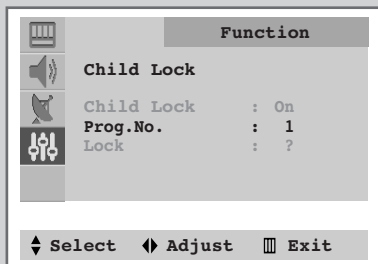 Function
Child Lock
Child Lock : On
Prog.No. : 1
Lock : ?
Select Adjust Exit